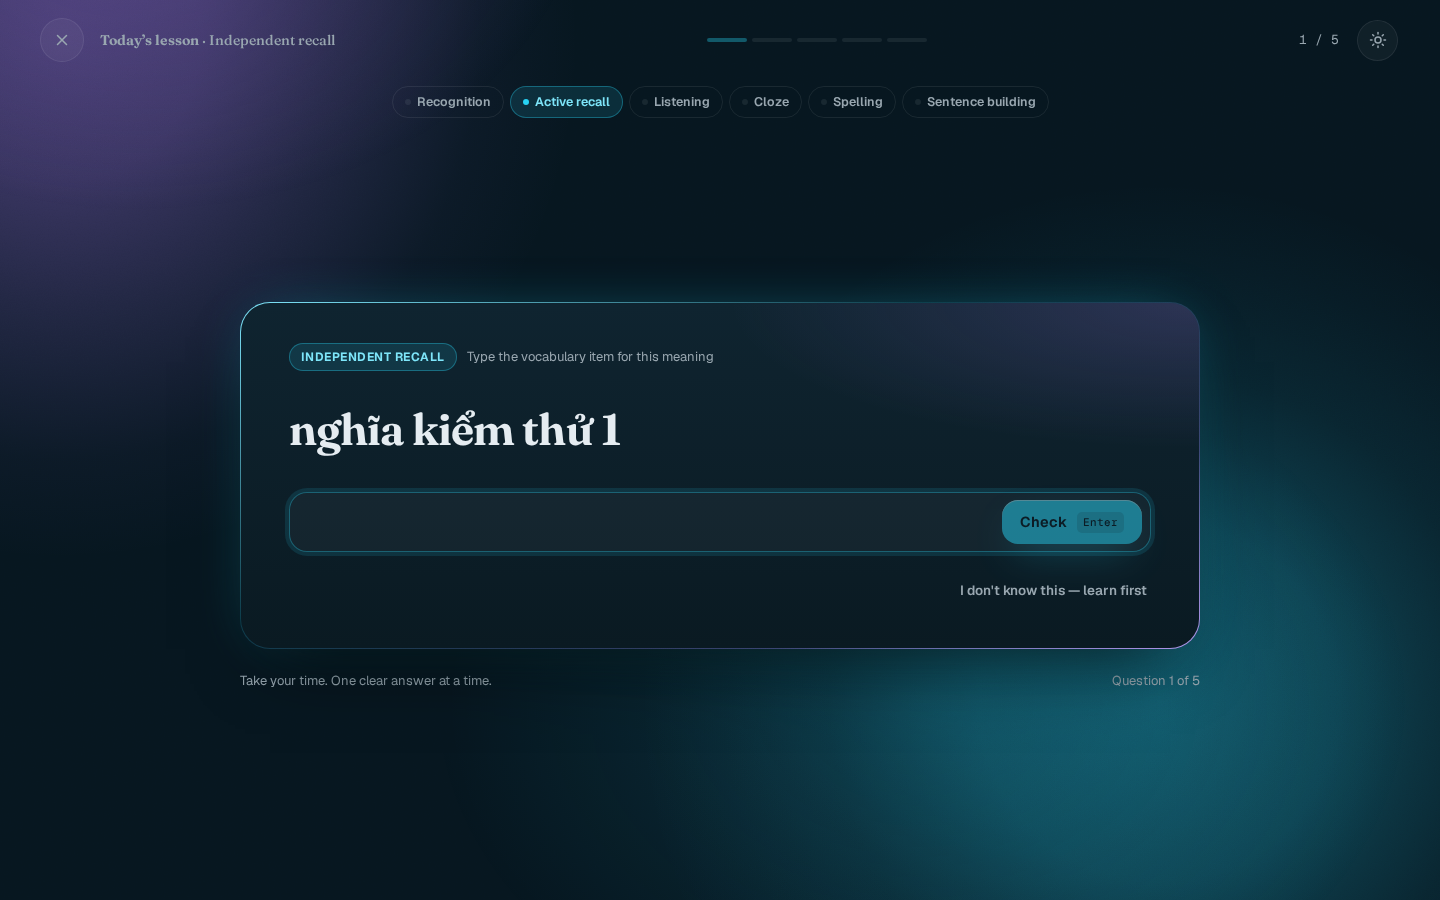 Today's lesson · Independent recall
1 / 5
Recognition
Active recall
Listening
Cloze
Spelling
Sentence building
INDEPENDENT RECALL
Type the vocabulary item for this meaning
nghĩa kiểm thử 1
Check Enter
I don't know this — learn first
Take your time. One clear answer at a time.
Question 1 of 5